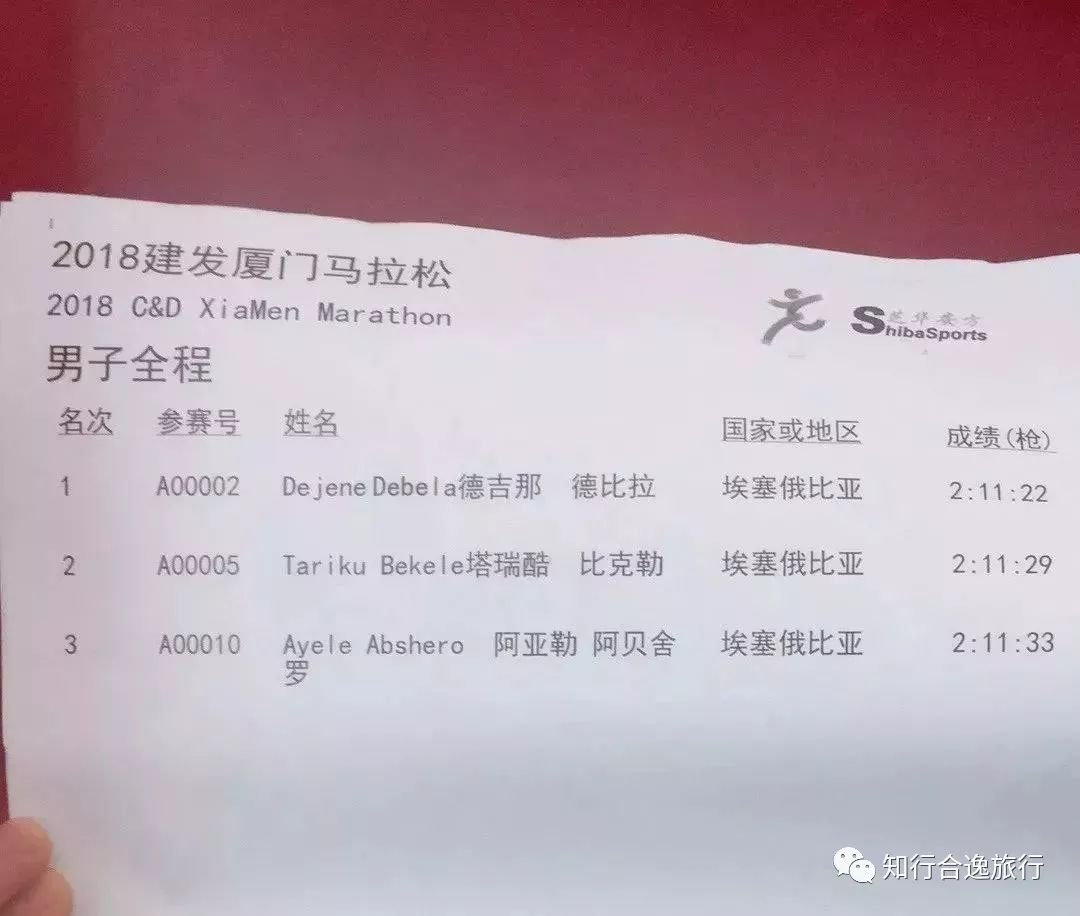 2018建发厦门马拉松
2018 C&D XiaMen Marathon
芝华安方
ShibaSports
男子全程
名次 参赛号 姓名 国家或地区 成绩(枪)
1 A00002 Dejene Debela德吉那 德比拉 埃塞俄比亚 2:11:22
2 A00005 Tariku Bekele塔瑞酷 比克勒 埃塞俄比亚 2:11:29
3 A00010 Ayele Abshero 阿亚勒 阿贝舍 埃塞俄比亚 2:11:33
罗
知行合逸旅行